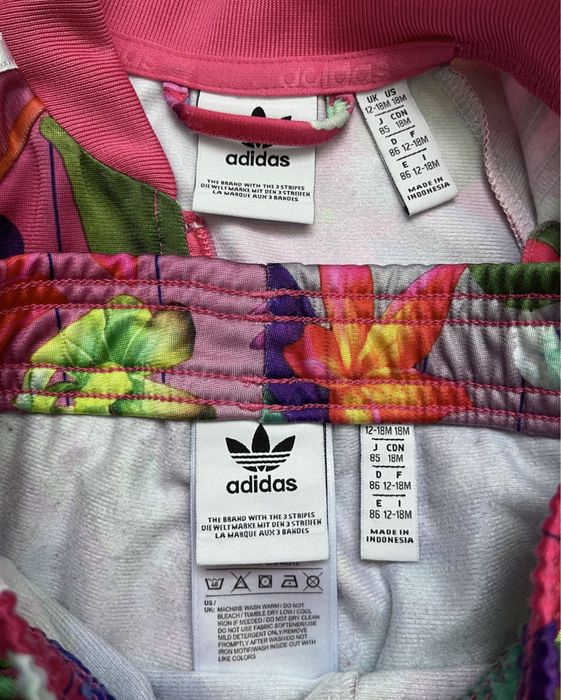 adidas
adidas
THE BRAND WITH THE 3 STRIPES
DIE WELTMARKE MIT DEN 3 STREIFEN
LA MARQUE AUX 3 BANDES
UK US
12-18M 18M
J CDN
85 18M
D F
86 12-18M
E I
86 12-18M
MADE IN
INDONESIA
adidas
THE BRAND WITH THE 3 STRIPES
DIE WELTMARKE MIT DEN 3 STREIFEN
LA MARQUE AUX 3 BANDES
12-18M 18M
J CDN
85 18M
D F
86 12-18M
E I
86 12-18M
MADE IN
INDONESIA
40
US /
UK: MACHINE WASH WARM / DO NOT
BLEACH / TUMBLE DRY LOW / COOL
IRON IF NEEDED / DO NOT DRY CLEAN
DO NOT USE FABRIC SOFTENER/USE
MILD DETERGENT ONLY/REMOVE
PROMPTLY AFTER WASH/DO NOT
IRON MOTIF/WASH INSIDE OUT WITH
LIKE COLORS